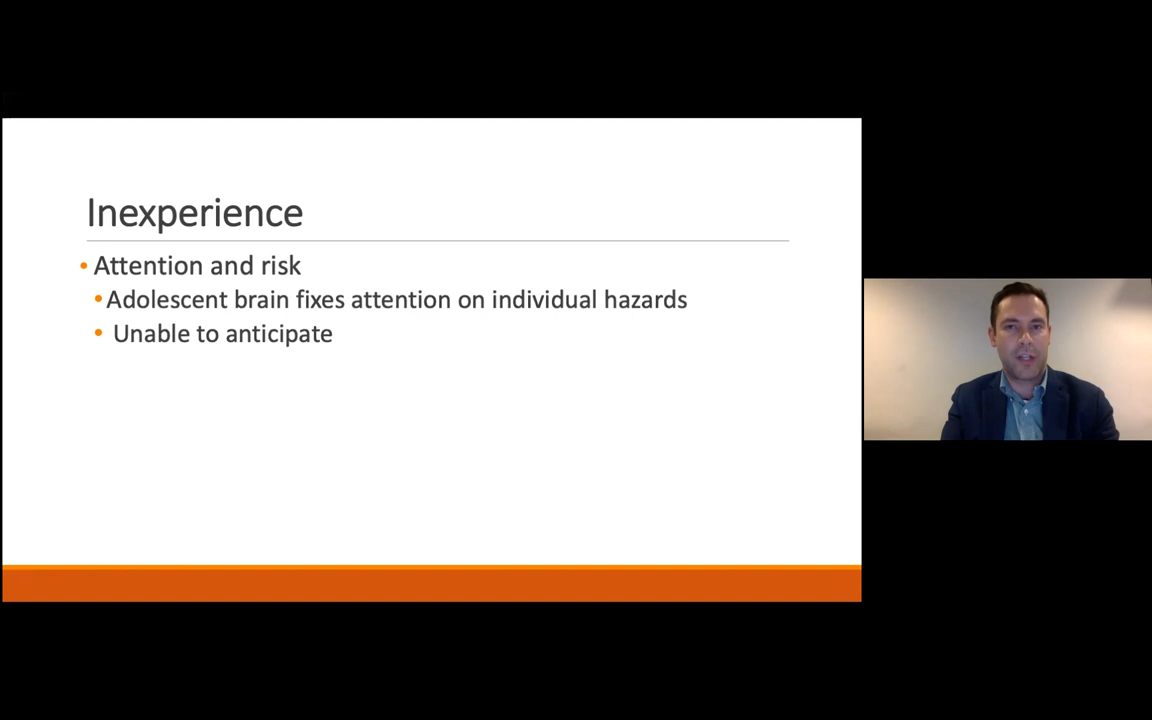 Inexperience
• Attention and risk
• Adolescent brain fixes attention on individual hazards
• Unable to anticipate